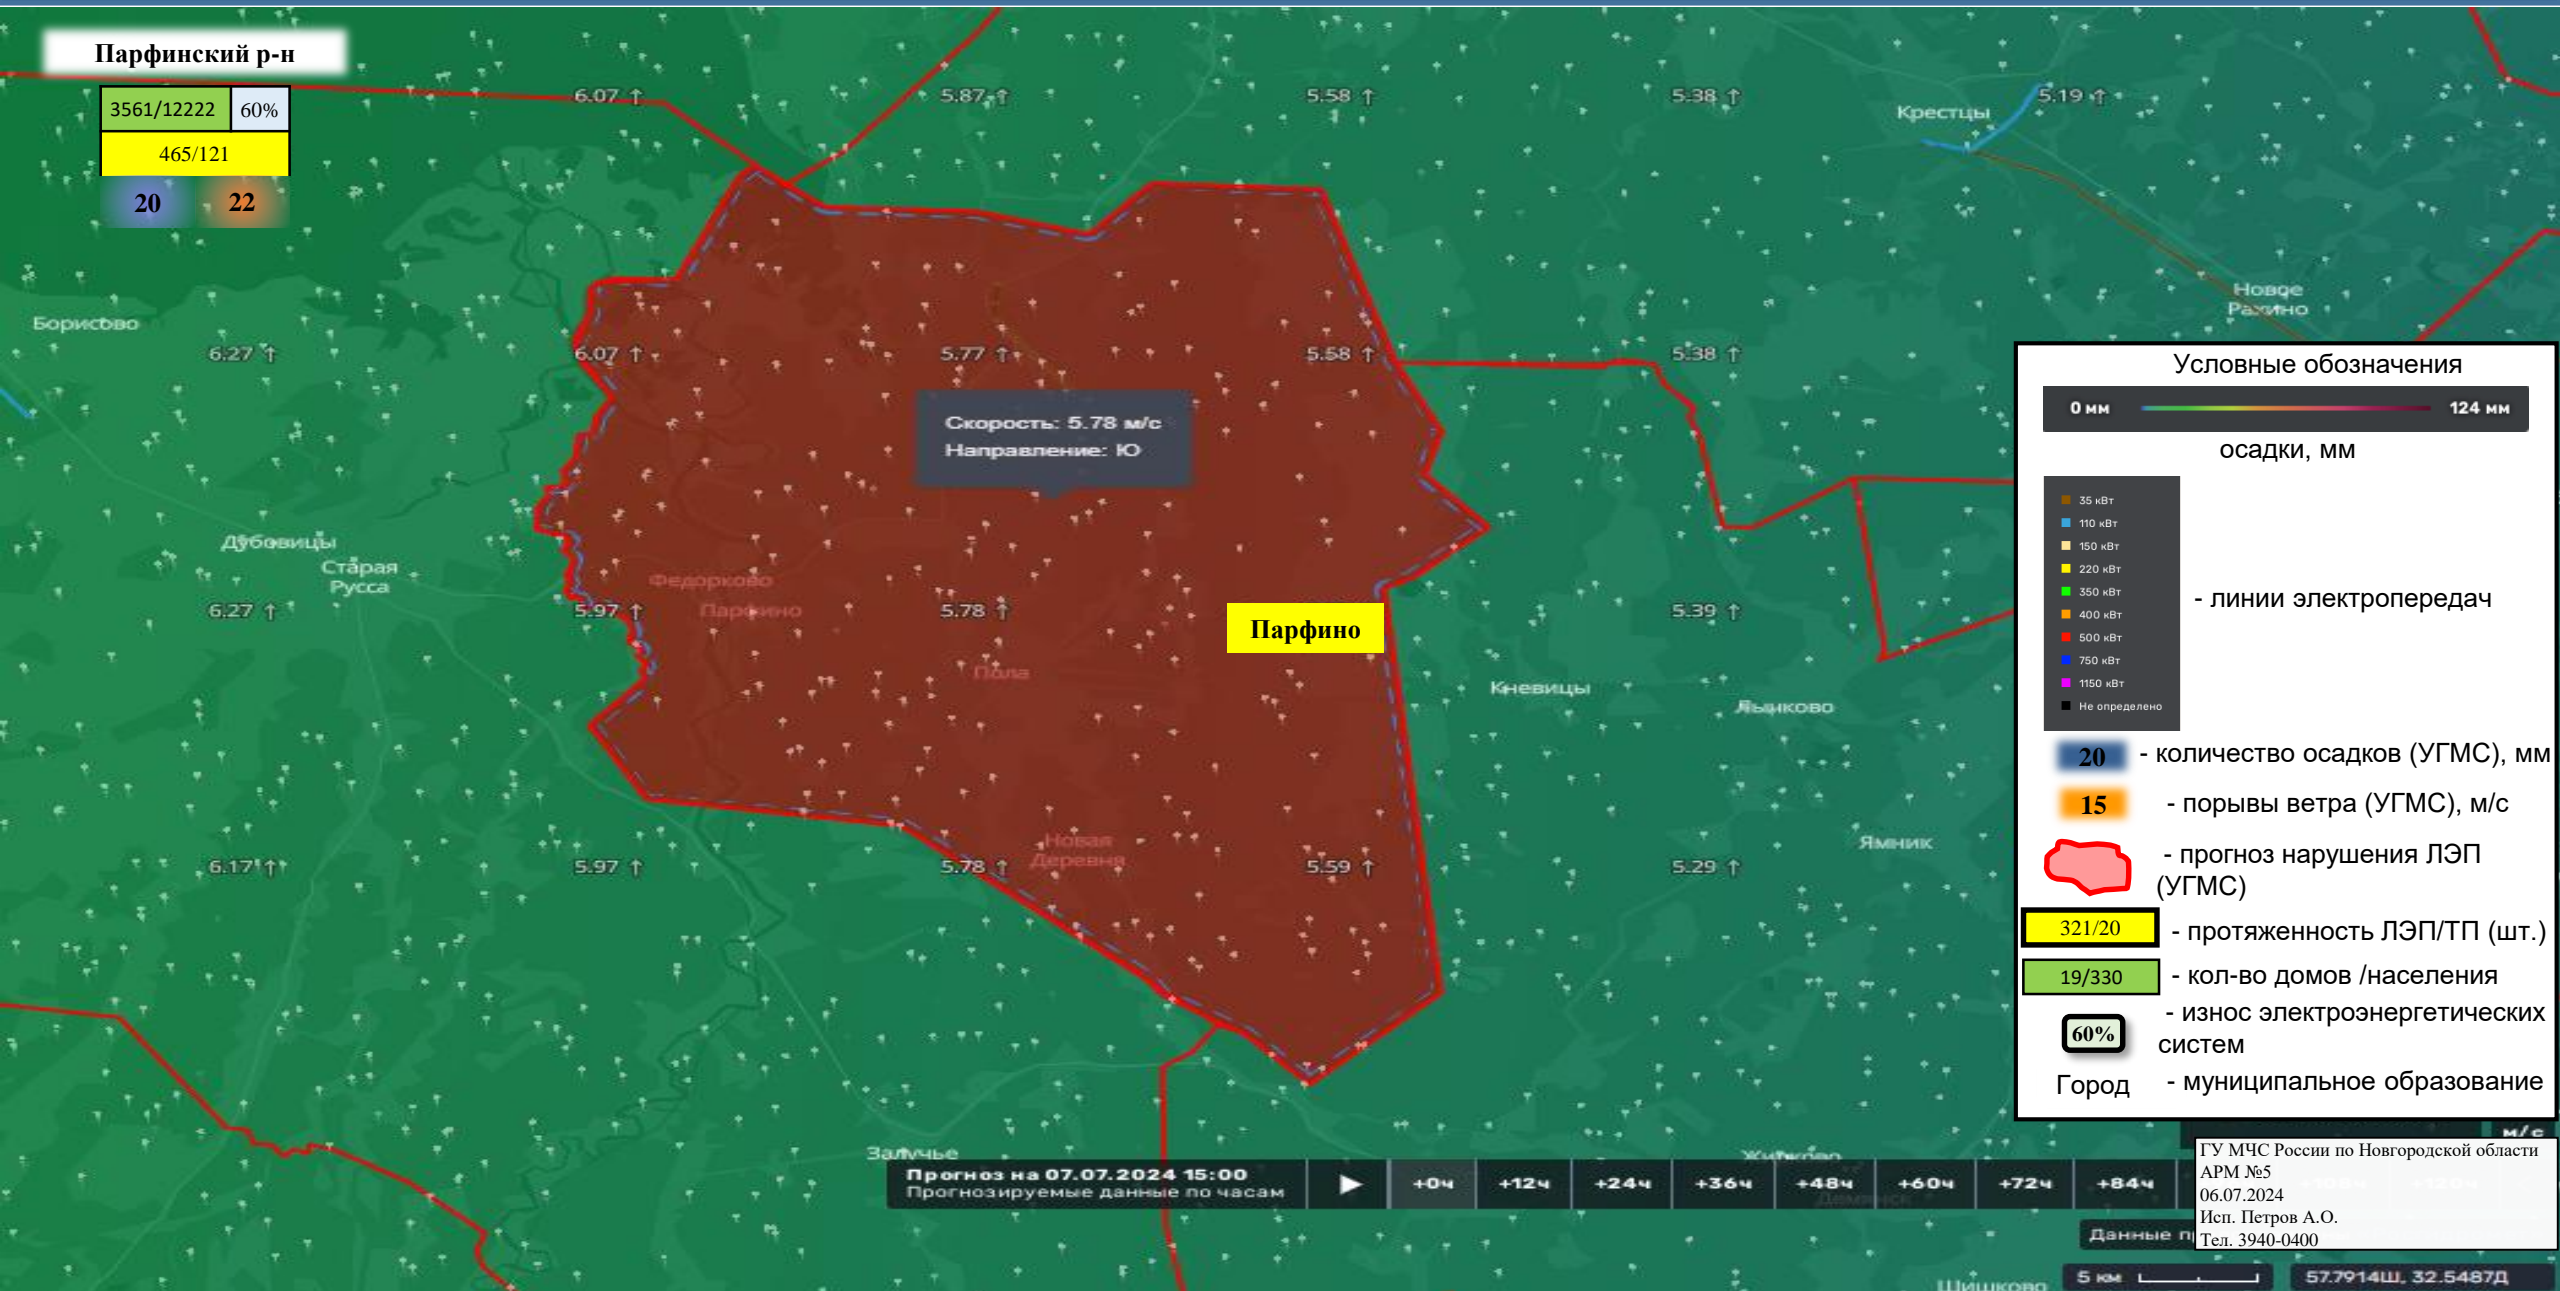 Парфинский р-н
3561/12222 60%
465/121
20 22
6.07 ↑ 5.87 ↑ 5.58 ↑ 5.38 ↑ 5.19 ↑
Крестцы
Новое
Рахино
Борисово
6.27 ↑ 6.07 ↑ 5.77 ↑ 5.58 ↑ 5.38 ↑
Скорость: 5.78 м/с
Направление: Ю
Дубовицы
Старая
Русса
Федорково
Парфино
6.27 ↑ 5.97 ↑ 5.78 ↑ 5.39 ↑
Парфино
Пола
Кневицы
Лычково
Новая
Деревня
Ямник
6.17 ↑ 5.97 ↑ 5.78 ↑ 5.59 ↑ 5.29 ↑
Условные обозначения
0 мм 124 мм
осадки, мм
35 кВт
110 кВт
150 кВт
220 кВт
350 кВт
400 кВт
500 кВт
750 кВт
1150 кВт
Не определено
- линии электропередач
20 - количество осадков (УГМС), мм
15 - порывы ветра (УГМС), м/с
- прогноз нарушения ЛЭП
(УГМС)
321/20 - протяженность ЛЭП/ТП (шт.)
19/330 - кол-во домов /населения
- износ электроэнергетических
60% систем
Город - муниципальное образование
м/с
Залучье
Жирково
Демянск
Прогноз на 07.07.2024 15:00
Прогнозируемые данные по часам
+0ч +12ч +24ч +36ч +48ч +60ч +72ч +84ч
ГУ МЧС России по Новгородской области
АРМ №5
06.07.2024
Исп. Петров А.О.
Тел. 3940-0400
Данные
Шишково
5 км
57.7914Ш, 32.5487Д